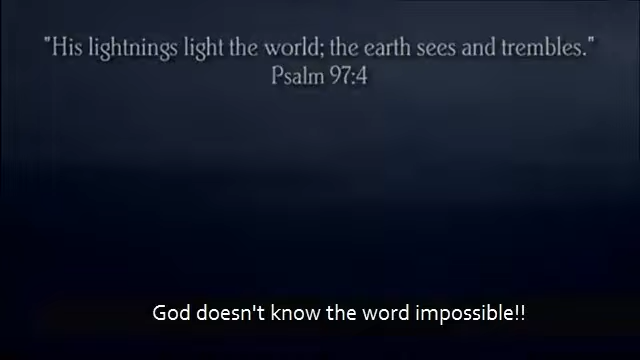 "His lightnings light the world; the earth sees and trembles."
Psalm 97:4
God doesn't know the word impossible!!